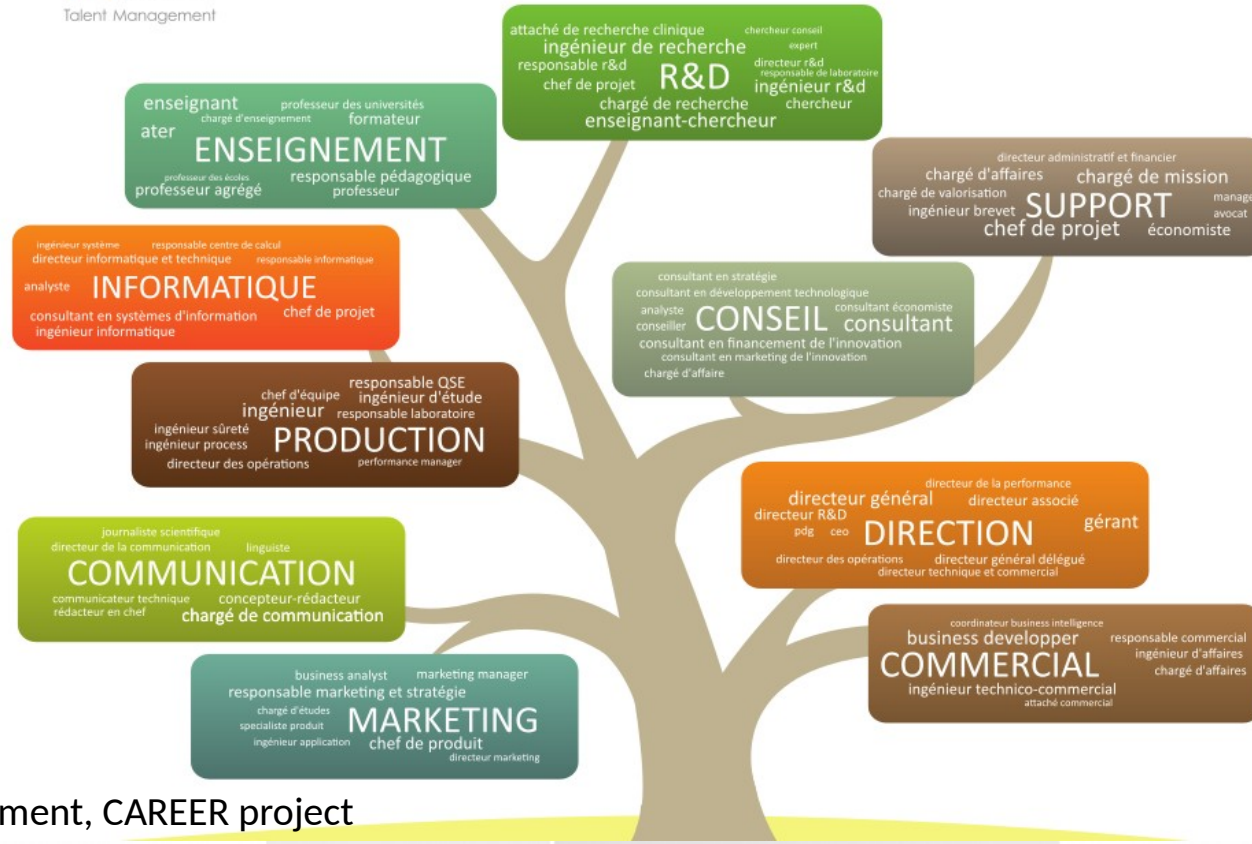 Talent Management
attaché de recherche clinique chercheur conseil
ingénieur de recherche expert
responsable r&d R&D directeur r&d
responsable de laboratoire
chef de projet ingénieur r&d
chargé de recherche chercheur
enseignant-chercheur
enseignant professeur des universités
chargé d'enseignement formateur
ater
ENSEIGNEMENT
professeur des écoles responsable pédagogique
professeur agrégé professeur
directeur administratif et financier
chargé d'affaires chargé de mission
chargé de valorisation SUPPORT manage
ingénieur brevet avocat
chef de projet économiste
ingénieur système responsable centre de calcul
directeur informatique et technique responsable informatique
analyste INFORMATIQUE
consultant en systèmes d'information chef de projet
ingénieur informatique
consultant en stratégie
consultant en développement technologique
analyste CONSEIL consultant économiste
conseiller consultant
consultant en financement de l'innovation
consultant en marketing de l'innovation
chargé d'affaire
responsable QSE
chef d'équipe ingénieur d'étude
ingénieur responsable laboratoire
ingénieur sûreté PRODUCTION
ingénieur process
directeur des opérations performance manager
directeur de la performance
directeur général directeur associé
directeur R&D DIRECTION gérant
pdg ceo
directeur des opérations directeur général délégué
directeur technique et commercial
journaliste scientifique
directeur de la communication linguiste
COMMUNICATION
communicateur technique concepteur-rédacteur
rédacteur en chef chargé de communication
coordinateur business intelligence
business developper responsable commercial
COMMERCIAL ingénieur d'affaires
chargé d'affaires
ingénieur technico-commercial
attaché commercial
business analyst marketing manager
responsable marketing et stratégie
chargé d'études MARKETING
specialiste produit
ingénieur application chef de produit
directeur marketing
ment, CAREER project